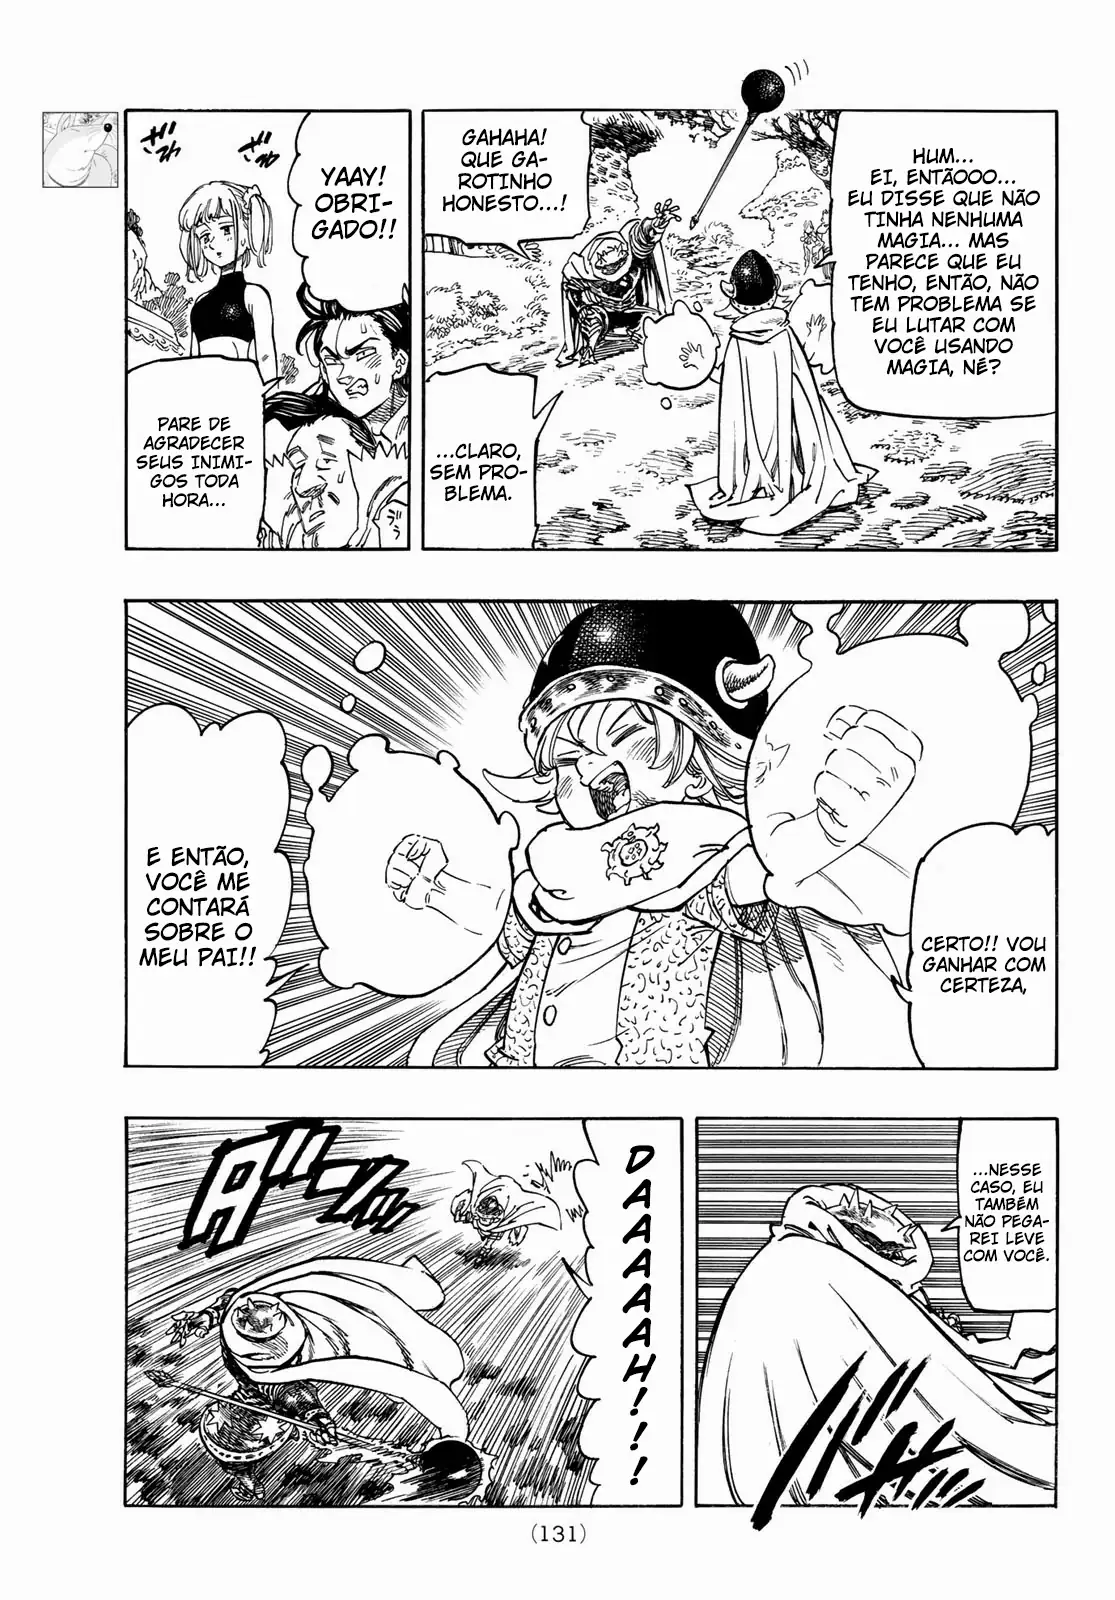 HUM...
EI, ENTÃOOO...
EU DISSE QUE NÃO
TINHA NENHUMA
MAGIA... MAS
PARECE QUE EU
TENHO, ENTÃO, NÃO
TEM PROBLEMA SE
EU LUTAR COM
VOCÊ USANDO
MAGIA, NÉ?
GAHAHA!
QUE GA-
ROTINHO
HONESTO...!
...CLARO,
SEM PRO-
BLEMA.
YAAY!
OBRI-
GADO!!
PARE DE
AGRADECER
SEUS INIMI-
GOS TODA
HORA...
CERTO!! VOU
GANHAR COM
CERTEZA,
E ENTÃO,
VOCÊ ME
CONTARÁ
SOBRE O
MEU PAI!!
...NESSE
CASO, EU
TAMBÉM
NÃO PEGA-
REI LEVE
COM VOCÊ.
DAAAAAH!!!!
(131)